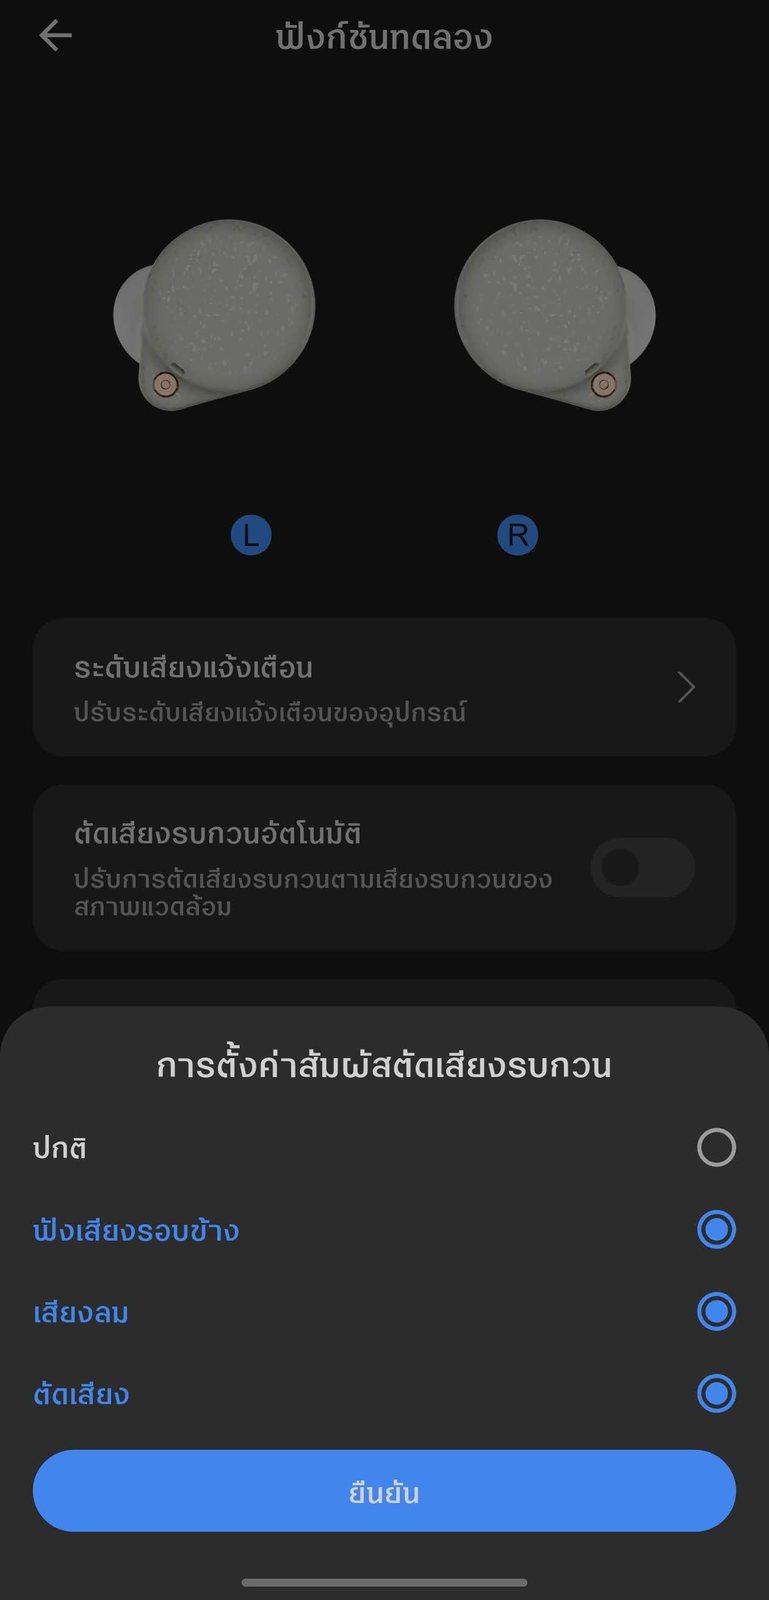 ฟังก์ชันทดลอง
L
R
ระดับเสียงแจ้งเตือน
ปรับระดับเสียงแจ้งเตือนของอุปกรณ์
ตัดเสียงรบกวนอัตโนมัติ
ปรับการตัดเสียงรบกวนตามเสียงรบกวนของ
สภาพแวดล้อม
การตั้งค่าสัมผัสตัดเสียงรบกวน
ปกติ
ฟังเสียงรอบข้าง
เสียงลม
ตัดเสียง
ยืนยัน